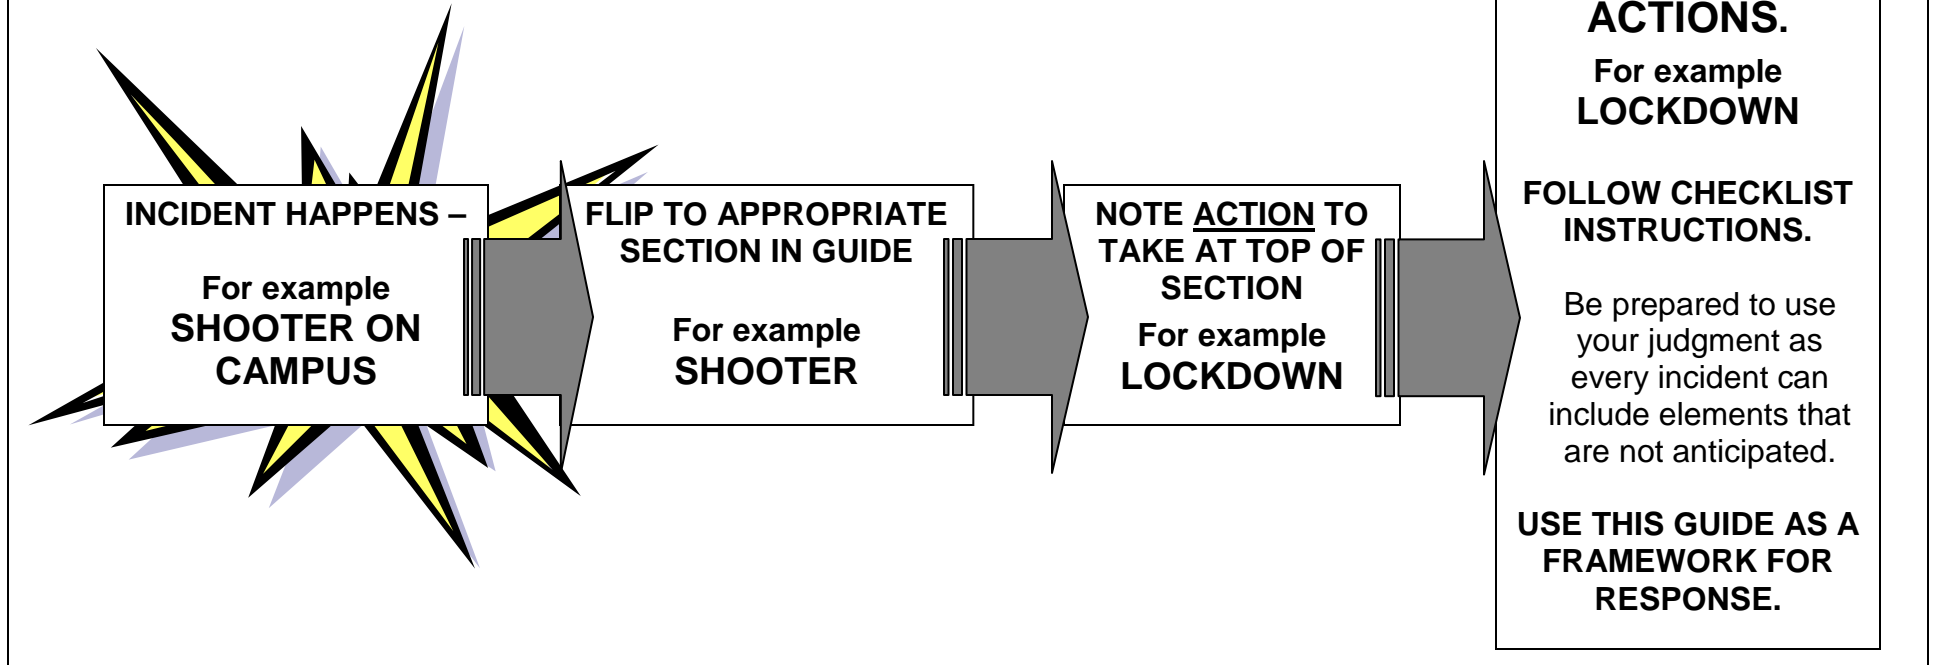 INCIDENT HAPPENS –
For example
SHOOTER ON
CAMPUS
FLIP TO APPROPRIATE
SECTION IN GUIDE
For example
SHOOTER
NOTE ACTION TO
TAKE AT TOP OF
SECTION
For example
LOCKDOWN
ACTIONS.
For example
LOCKDOWN
FOLLOW CHECKLIST
INSTRUCTIONS.
Be prepared to use
your judgment as
every incident can
include elements that
are not anticipated.
USE THIS GUIDE AS A
FRAMEWORK FOR
RESPONSE.